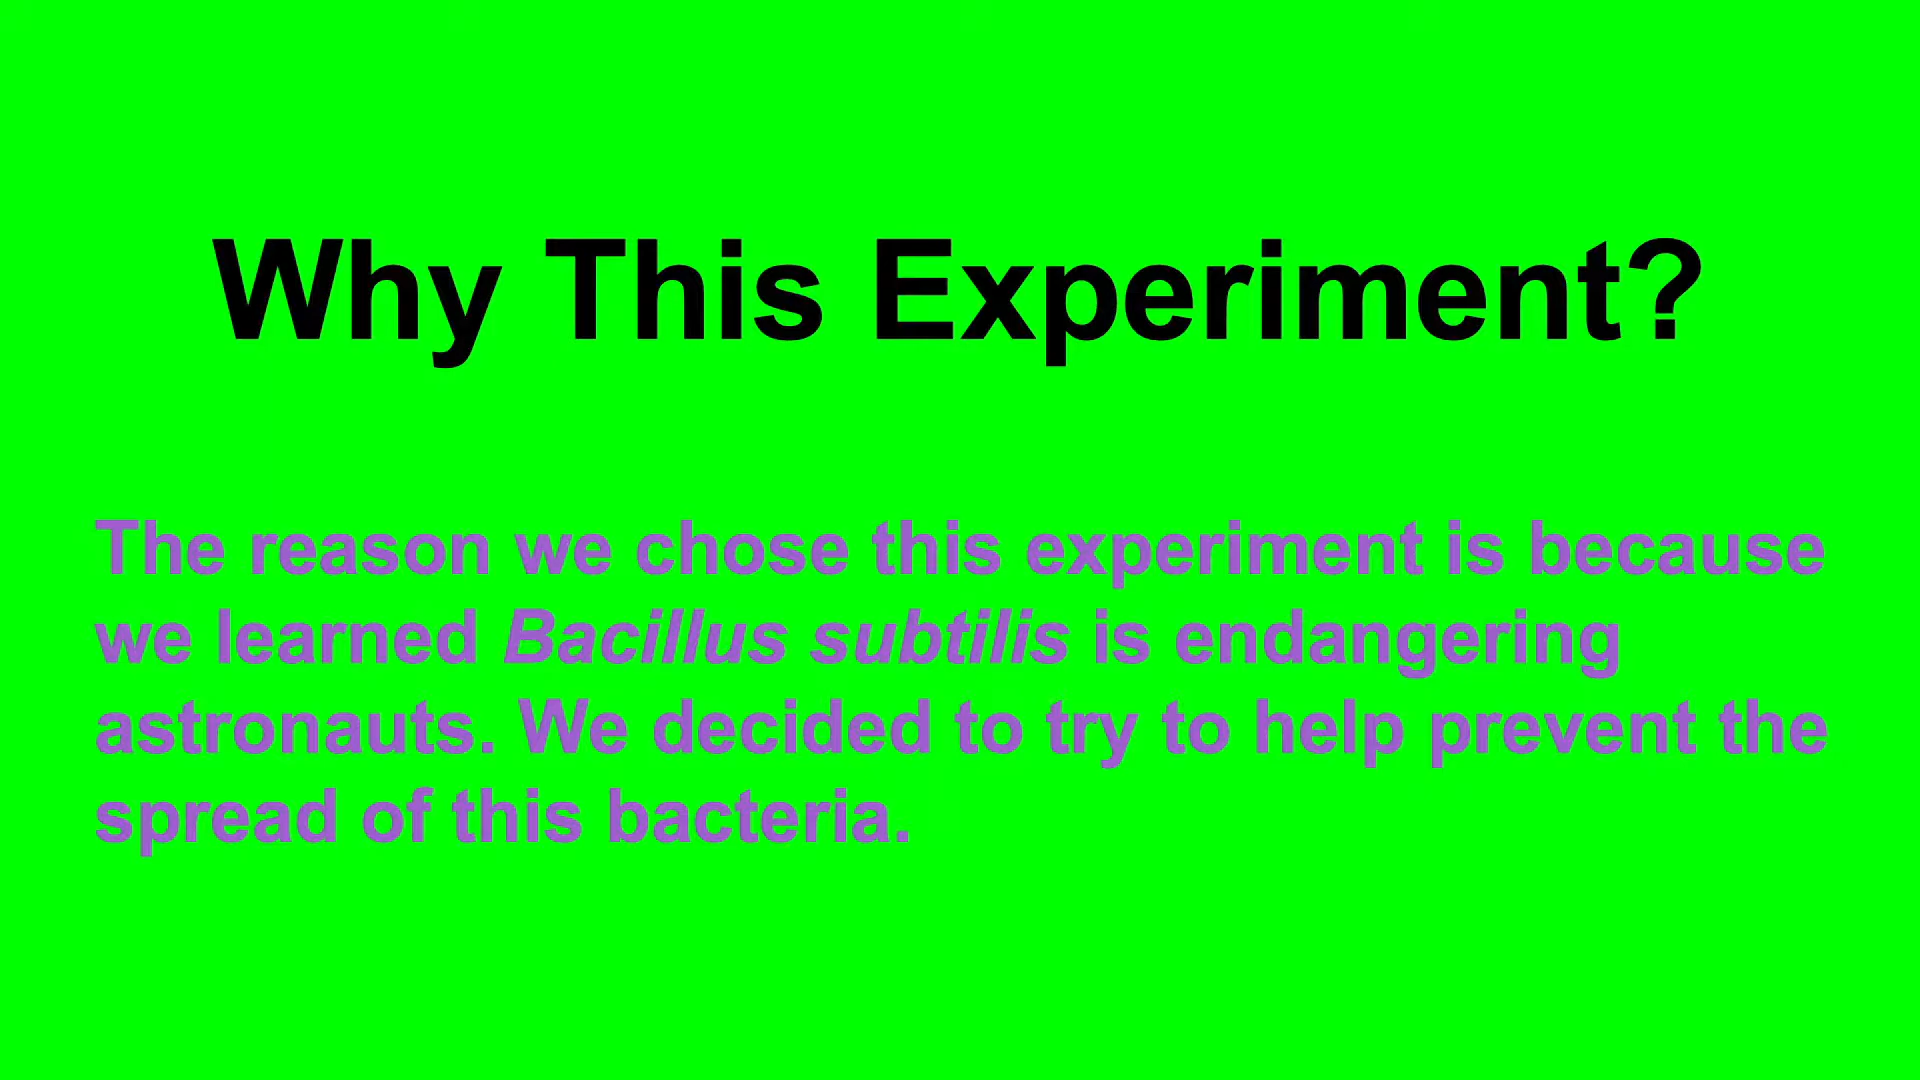 Why This Experiment?
The reason we chose this experiment is because
we learned Bacillus subtilis is endangering
astronauts. We decided to try to help prevent the
spread of this bacteria.